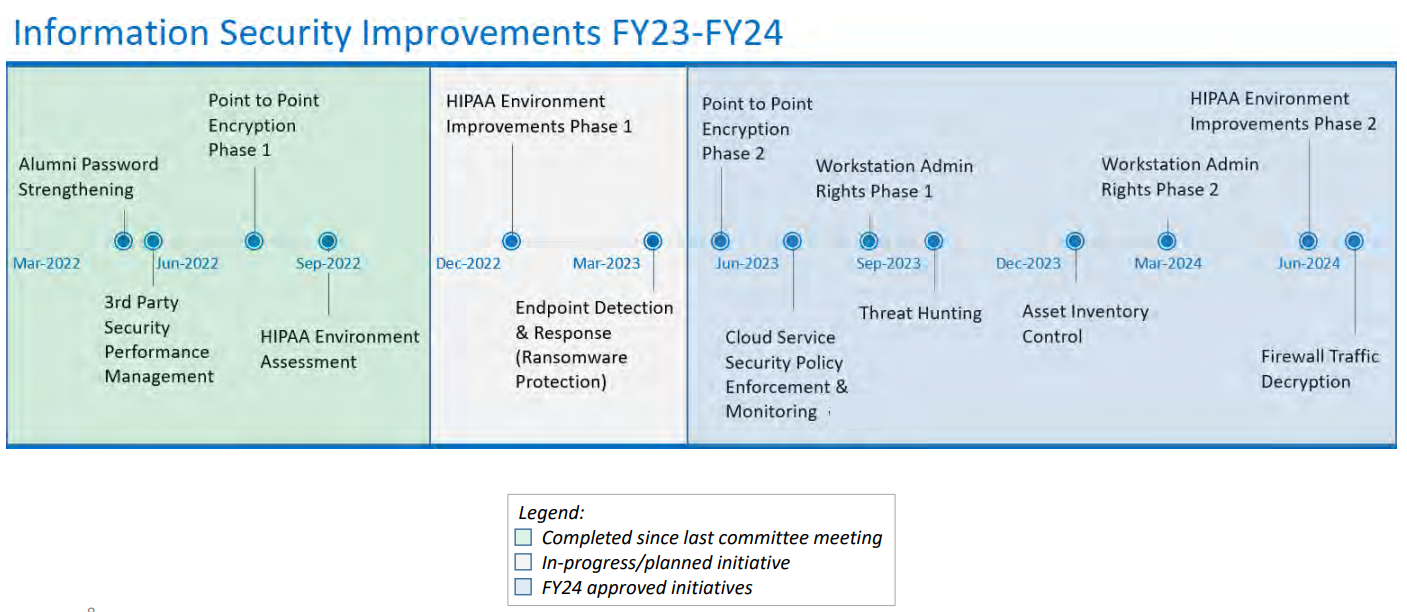 Information Security Improvements FY23-FY24
Point to Point
Encryption
Phase 1
Alumni Password
Strengthening
HIPAA Environment
Improvements Phase 1
Point to Point
Encryption
Phase 2
Workstation Admin
Rights Phase 1
Workstation Admin
Rights Phase 2
HIPAA Environment
Improvements Phase 2
Mar-2022
Jun-2022
Sep-2022
Dec-2022
Mar-2023
Jun-2023
Sep-2023
Dec-2023
Mar-2024
Jun-2024
3rd Party
Security
Performance
Management
HIPAA Environment
Assessment
Endpoint Detection
& Response
(Ransomware
Protection)
Cloud Service
Security Policy
Enforcement &
Monitoring
Threat Hunting
Asset Inventory
Control
Firewall Traffic
Decryption
Legend:
Completed since last committee meeting
In-progress/planned initiative
FY24 approved initiatives